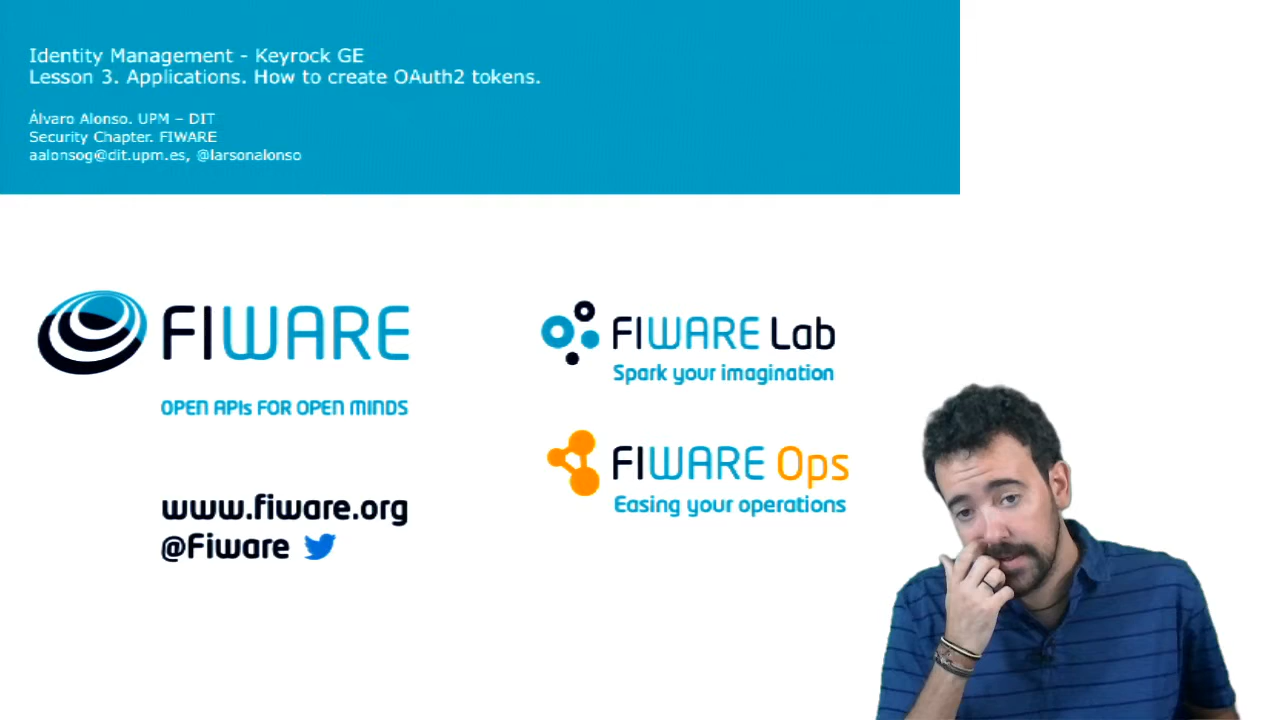 Identity Management - Keyrock GE
Lesson 3. Applications. How to create OAuth2 tokens.
Álvaro Alonso. UPM – DIT
Security Chapter. FIWARE
aalonsog@dit.upm.es, @larsonalonso
FIWARE
OPEN APIs FOR OPEN MINDS
www.fiware.org
@Fiware
FIWARE Lab
Spark your imagination
FIWARE Ops
Easing your operations